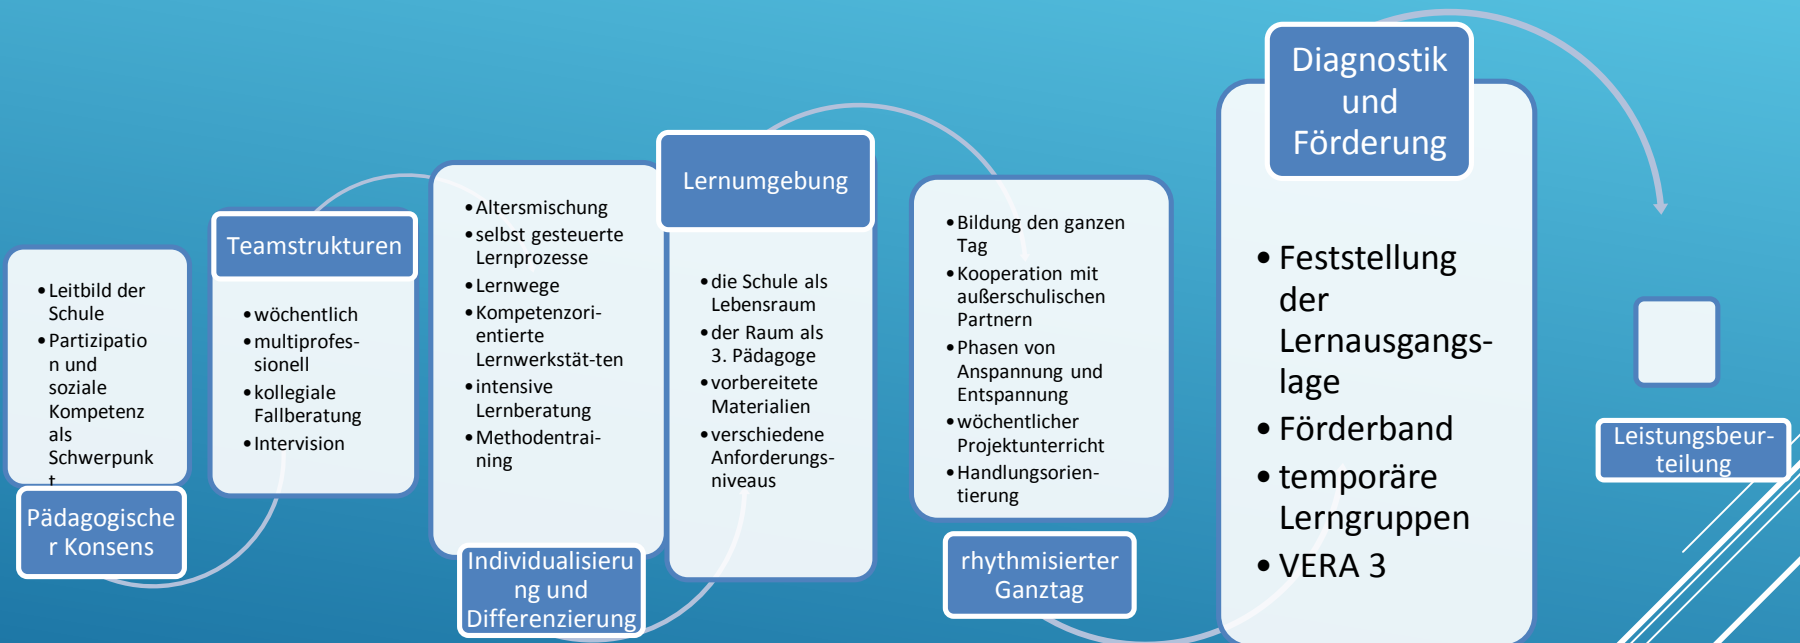 • Leitbild der
Schule
• Partizipatio
n und
soziale
Kompetenz
als
Schwerpunk
t
Pädagogische
r Konsens
Teamstrukturen
• wöchentlich
• multiprofes-
sionell
• kollegiale
Fallberatung
• Intervision
• Altersmischung
• selbst gesteuerte
Lernprozesse
• Lernwege
• Kompetenzori-
entierte
Lernwerkstät-ten
• intensive
Lernberatung
• Methodentrai-
ning
Individualisieru
ng und
Differenzierung
Lernumgebung
• die Schule als
Lebensraum
• der Raum als
3. Pädagoge
• vorbereitete
Materialien
• verschiedene
Anforderungs-
niveaus
• Bildung den ganzen
Tag
• Kooperation mit
außerschulischen
Partnern
• Phasen von
Anspannung und
Entspannung
• wöchentlicher
Projektunterricht
• Handlungsorien-
tierung
rhythmisierter
Ganztag
Diagnostik
und
Förderung
• Feststellung
der
Lernausgangs-
lage
• Förderband
• temporäre
Lerngruppen
• VERA 3
Leistungsbeur-
teilung